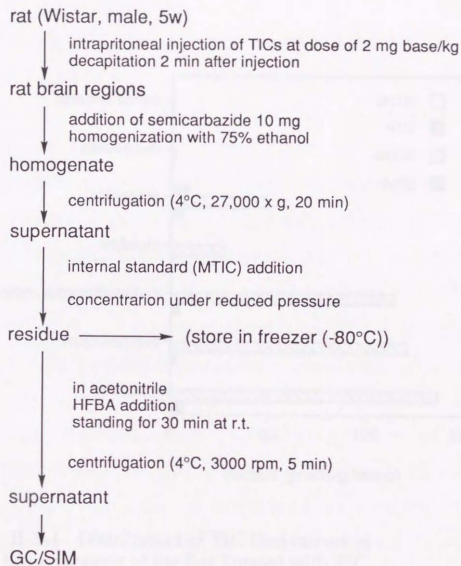 rat (Wistar, male, 5w)
intrapritoneal injection of TICs at dose of 2 mg base/kg
decapitation 2 min after injection
rat brain regions
addition of semicarbazide 10 mg
homogenization with 75% ethanol
homogenate
centrifugation (4°C, 27,000 x g, 20 min)
supernatant
internal standard (MTIC) addition
concentrarion under reduced pressure
residue (store in freezer (-80°C))
in acetonitrile
HFBA addition
standing for 30 min at r.t.
centrifugation (4°C, 3000 rpm, 5 min)
supernatant
GC/SIM